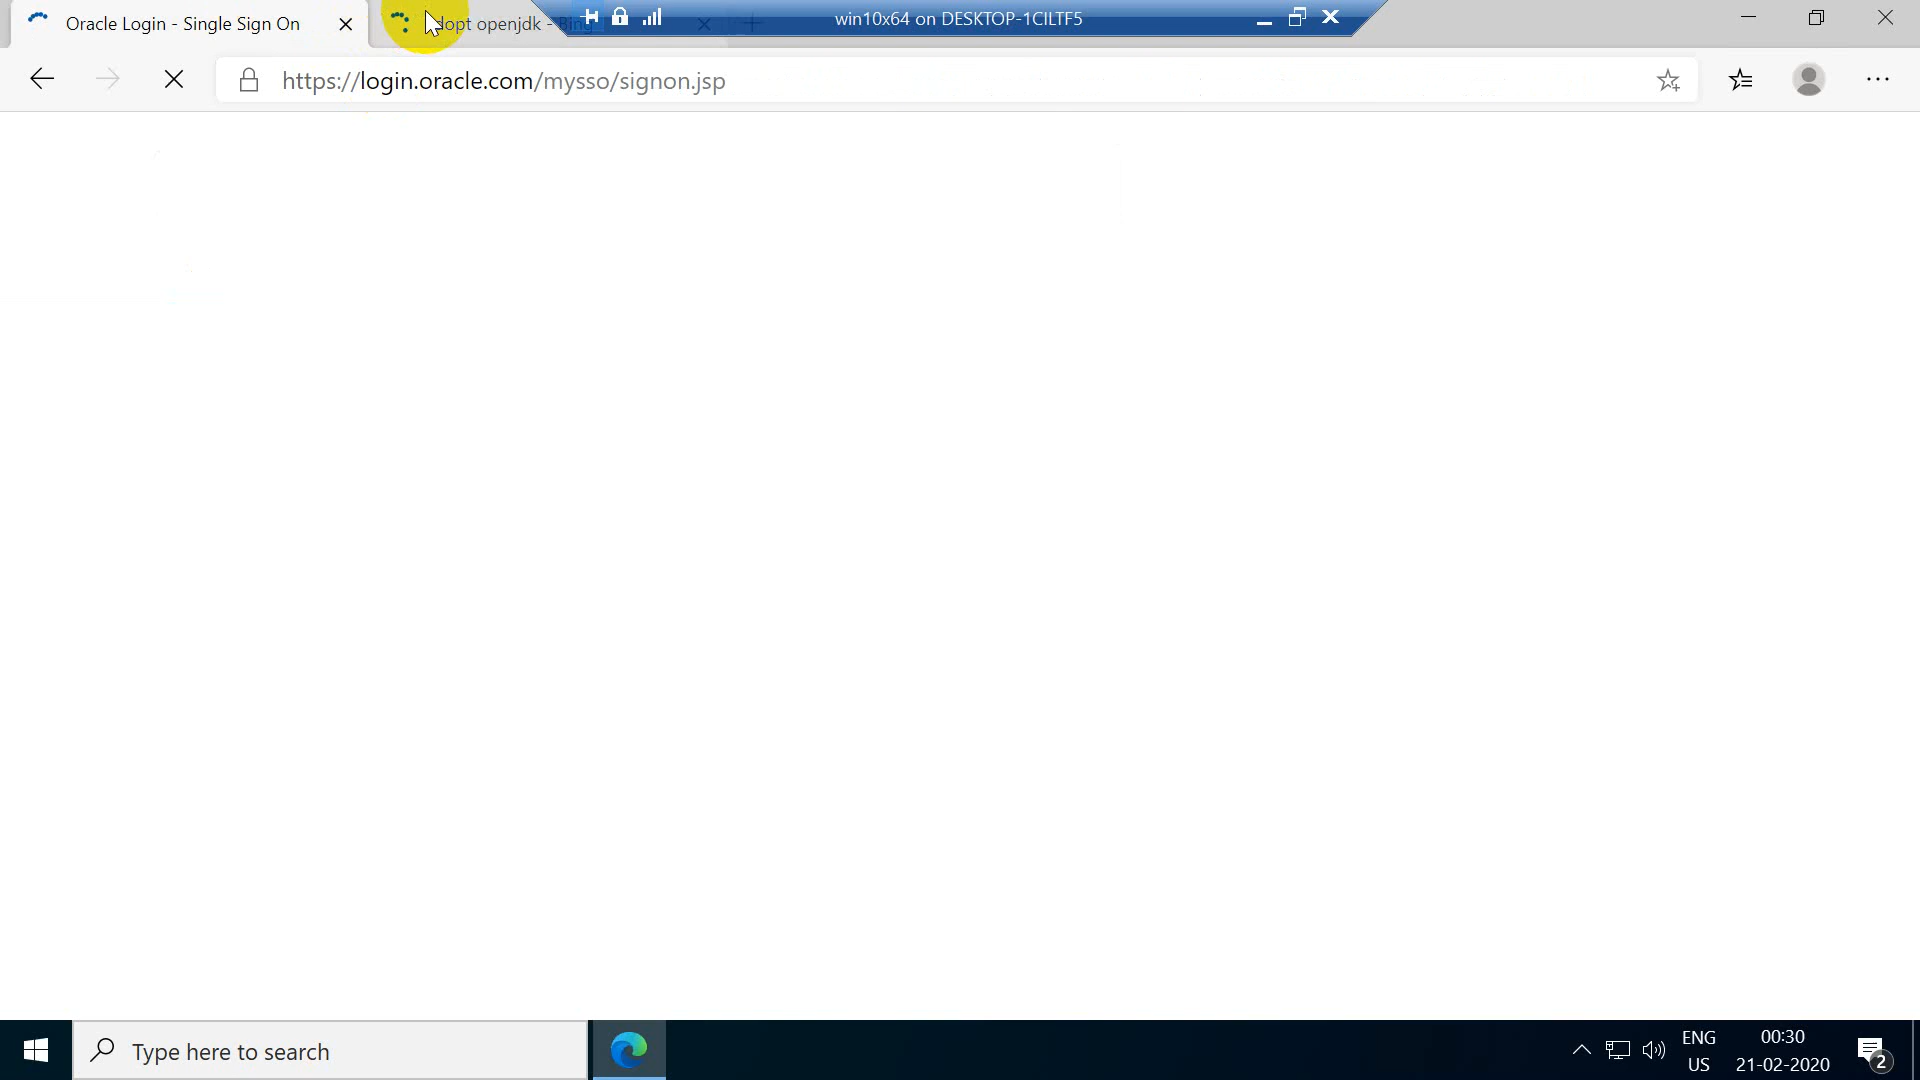 Oracle Login - Single Sign On
dopt openjdk - Bing
win10x64 on DESKTOP-1CILTF5
https://login.oracle.com/mysso/signon.jsp
Type here to search
ENG
US
00:30
21-02-2020
2